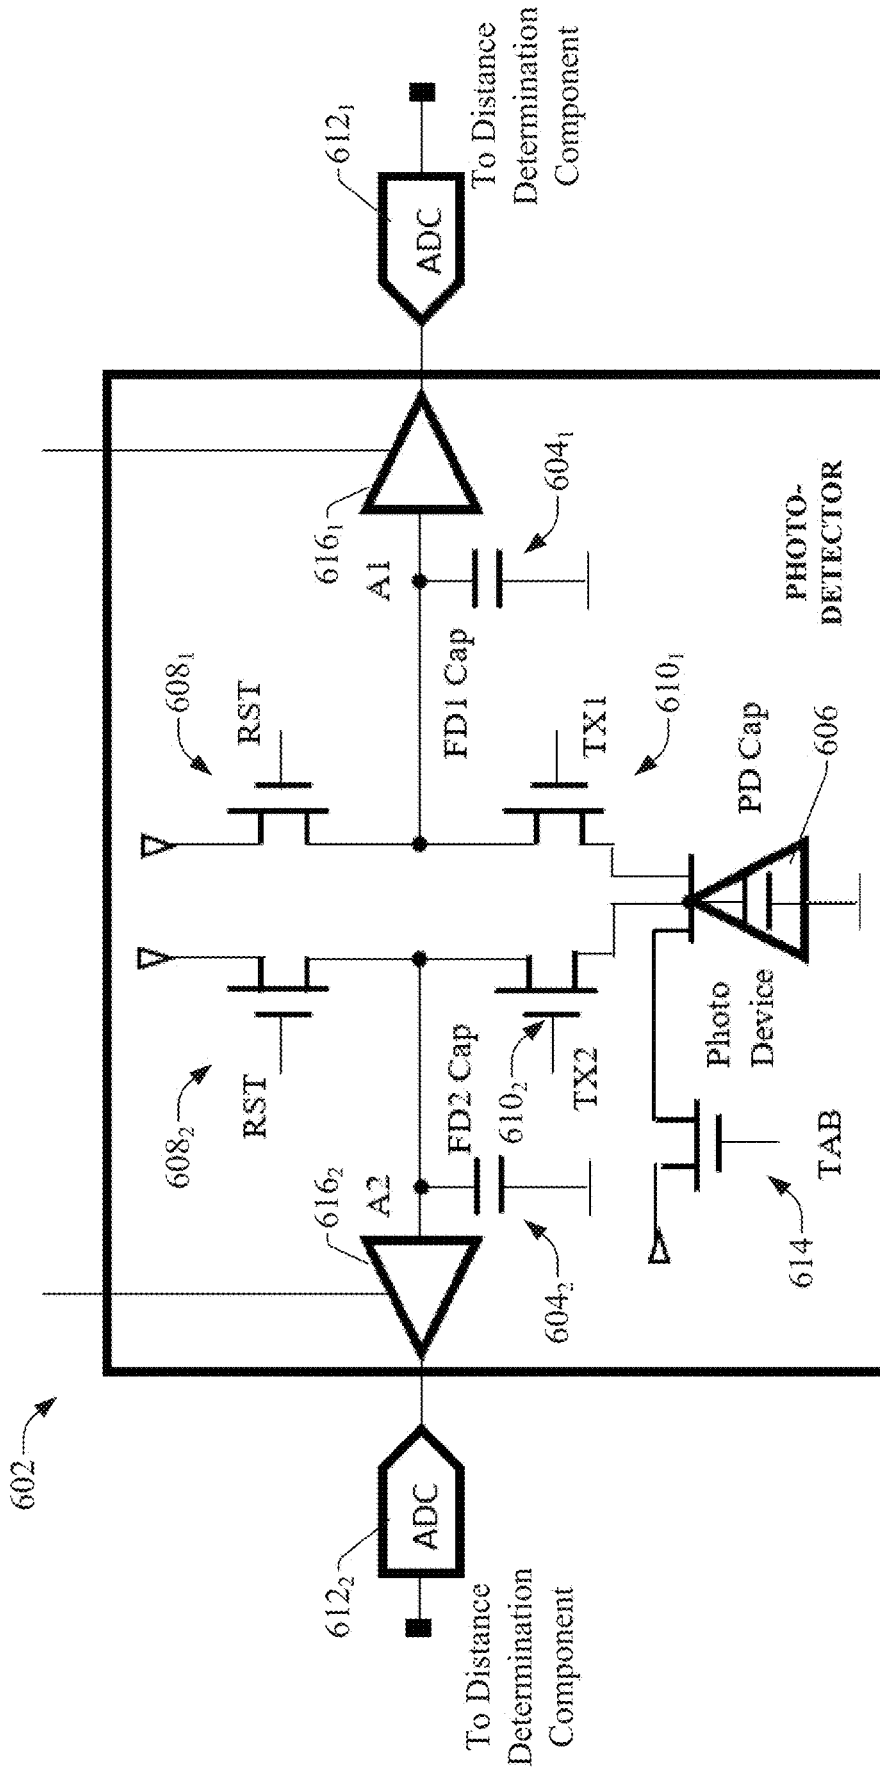 602
612₂
ADC
To Distance
Determination
Component
616₂
A2
604₂
FD2 Cap
608₂
RST
610₂
TX2
614
TAB
Photo
Device
608₁
RST
FD1 Cap
TX1
610₁
PD Cap
606
616₁
A1
604₁
PHOTO-
DETECTOR
612₁
ADC
To Distance
Determination
Component